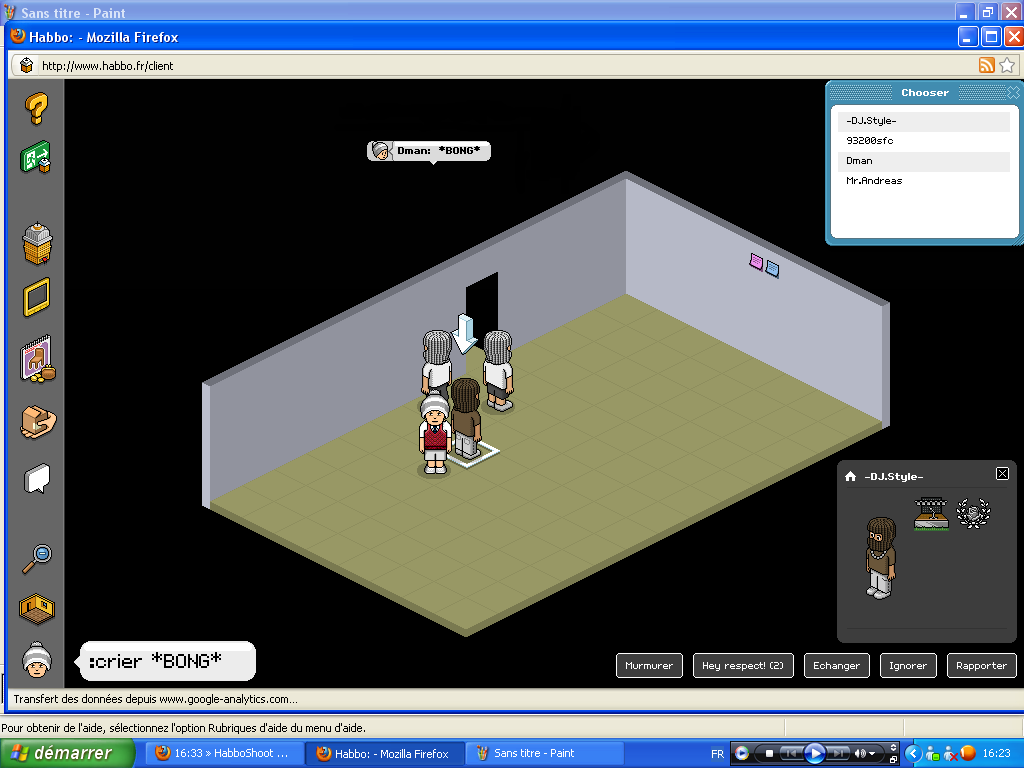 Sans titre - Paint
Habbo: - Mozilla Firefox
http://www.habbo.fr/client
Chooser
-DJ.Style-
93200sfc
Dman
Mr.Andreas
Dman: *BONG*
-DJ.Style-
:crier *BONG*
Murmurer Hey respect! (2) Echanger Ignorer Rapporter
Transfert des données depuis www.google-analytics.com...
Pour obtenir de l'aide, sélectionnez l'option Rubriques d'aide du menu d'aide.
démarrer 16:33 » HabboShoot ... Habbo: - Mozilla Firefox Sans titre - Paint FR 16:23